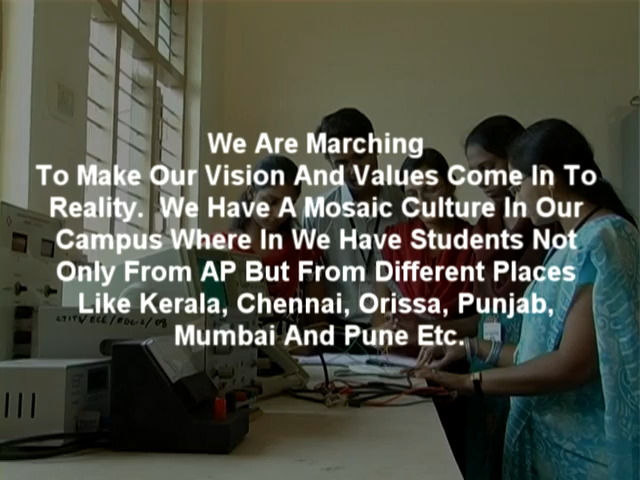 We Are Marching
To Make Our Vision And Values Come In To
Reality.  We Have A Mosaic Culture In Our
Campus Where In We Have Students Not
Only From AP But From Different Places
Like Kerala, Chennai, Orissa, Punjab,
Mumbai And Pune Etc.